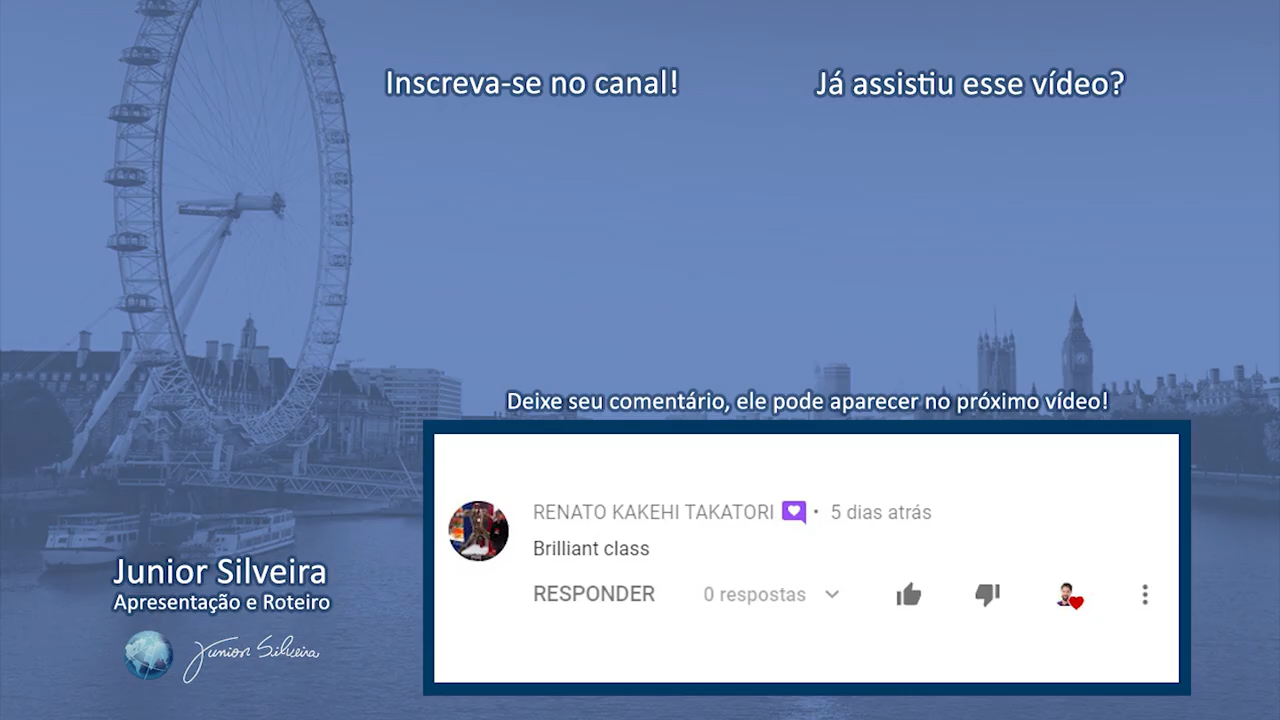 Inscreva-se no canal!
Já assistiu esse vídeo?
Deixe seu comentário, ele pode aparecer no próximo vídeo!
RENATO KAKEHI TAKATORI • 5 dias atrás
Brilliant class
RESPONDER 0 respostas
Junior Silveira
Apresentação e Roteiro
Junior Silveira